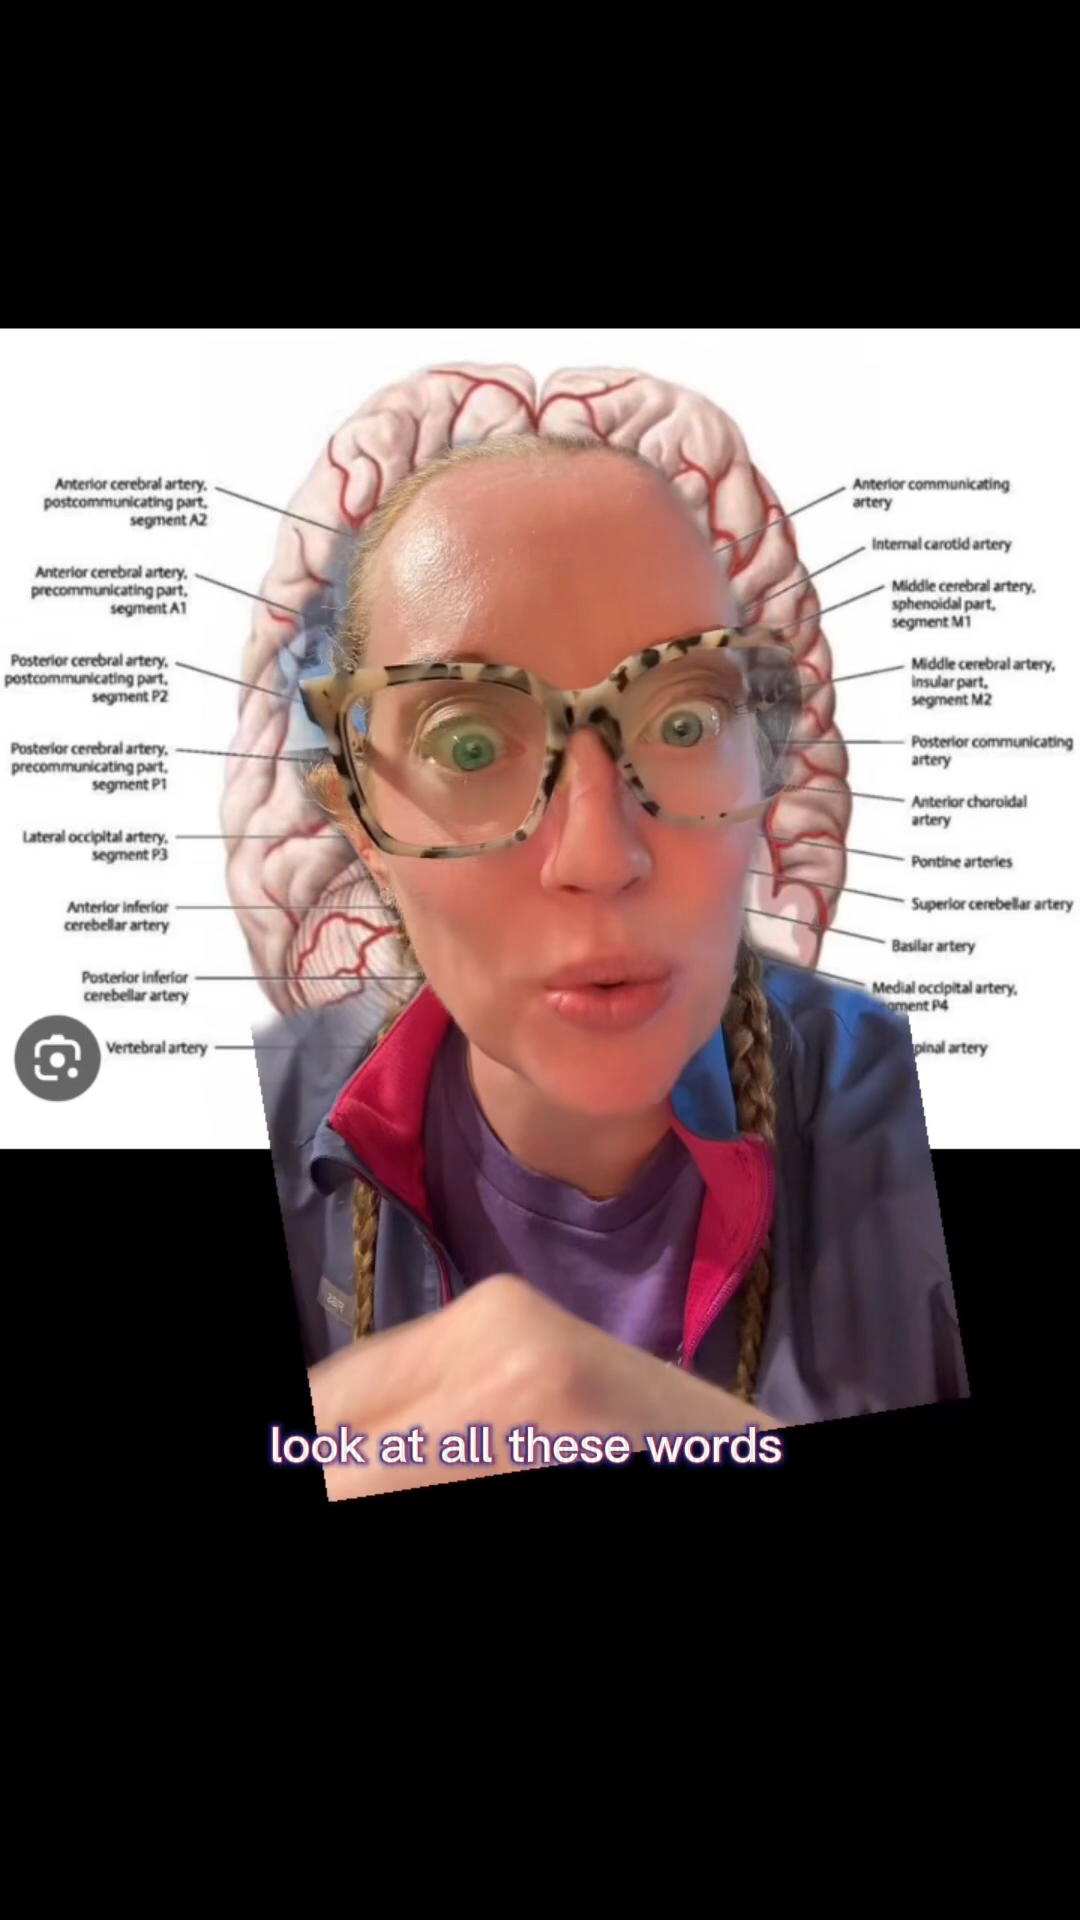 Anterior cerebral artery,
postcommunicating part,
segment A2
Anterior cerebral artery,
precommunicating part,
segment A1
Posterior cerebral artery,
postcommunicating part,
segment P2
Posterior cerebral artery,
precommunicating part,
segment P1
Lateral occipital artery,
segment P3
Anterior inferior
cerebellar artery
Posterior inferior
cerebellar artery
Vertebral artery
Anterior communicating
artery
Internal carotid artery
Middle cerebral artery,
sphenoidal part,
segment M1
Middle cerebral artery,
insular part,
segment M2
Posterior communicating
artery
Anterior choroidal
artery
Pontine arteries
Superior cerebellar artery
Basilar artery
Medial occipital artery,
gment P4
pinal artery
look at all these words